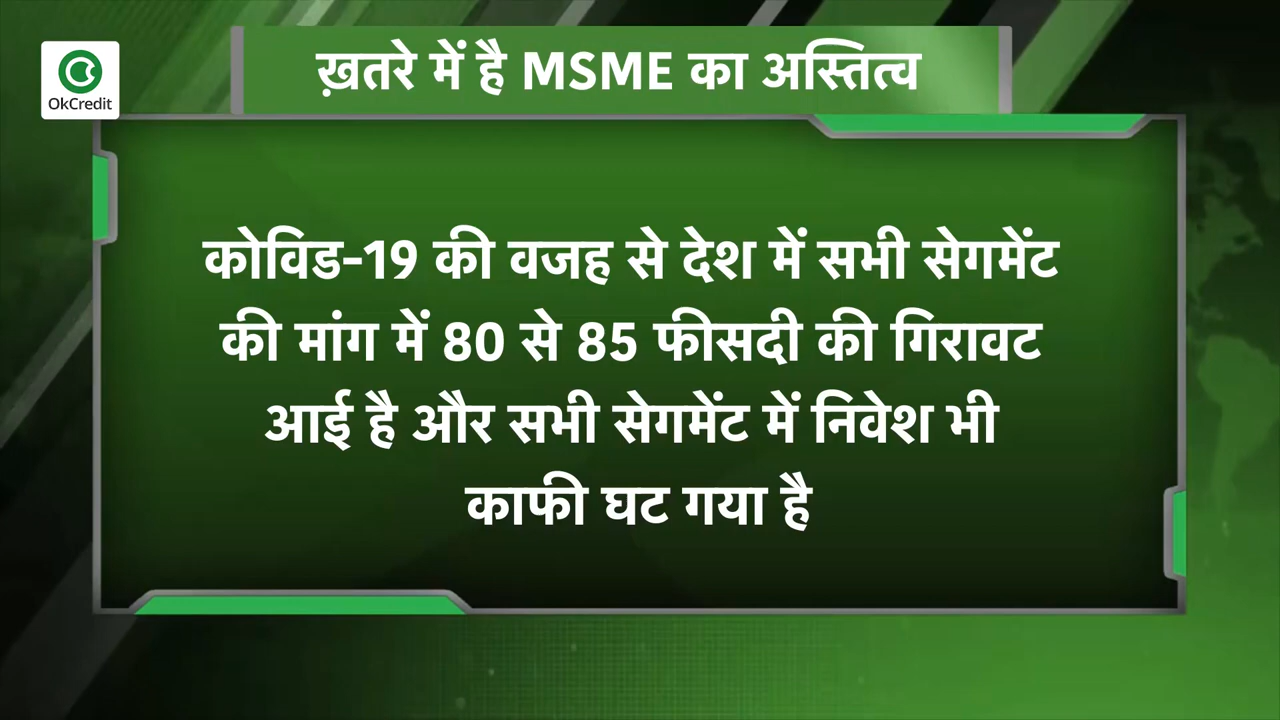 ख़तरे में है MSME का अस्तित्व
OkCredit
कोविड-19 की वजह से देश में सभी सेगमेंट
की मांग में 80 से 85 फीसदी की गिरावट
आई है और सभी सेगमेंट में निवेश भी
काफी घट गया है